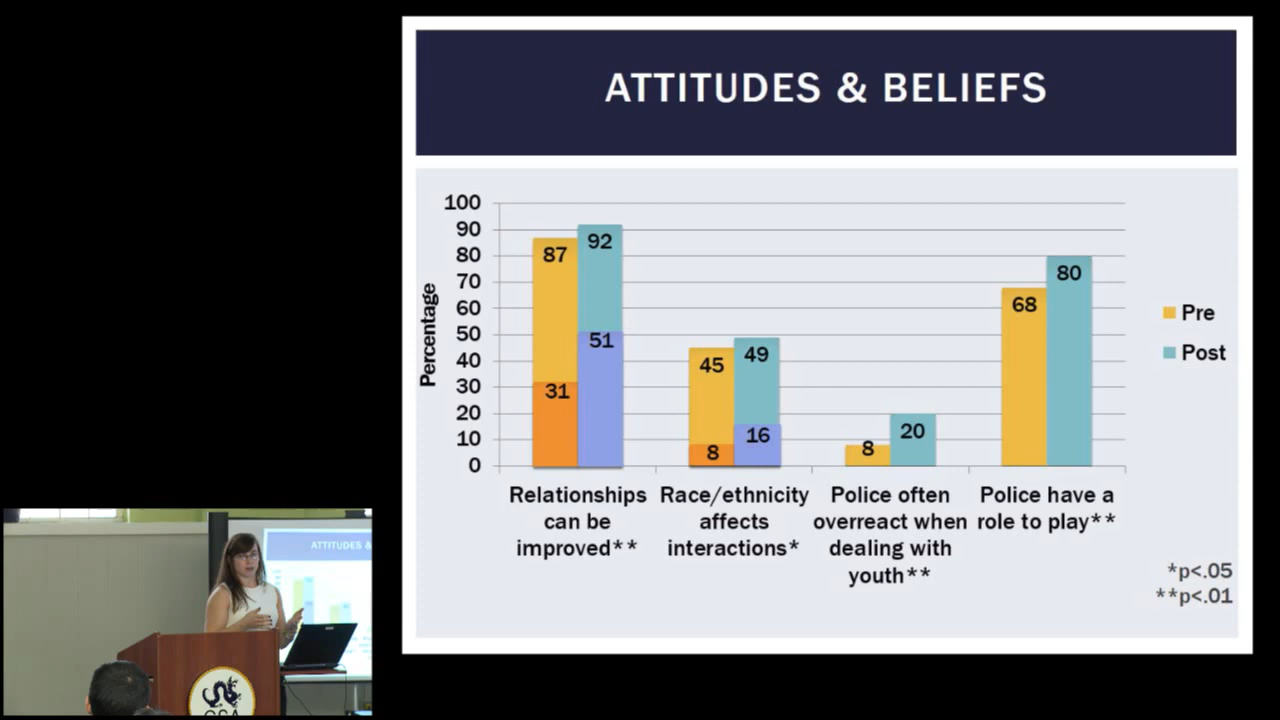 ATTITUDES & BELIEFS
100
90
80
70
60
50
40
30
20
10
0
Percentage
87
92
31
51
45
49
8
16
8
20
68
80
Pre
Post
Relationships
can be
improved**
Race/ethnicity
affects
interactions*
Police often
overreact when
dealing with
youth**
Police have a
role to play**
*p<.05
**p<.01
ATTITUDES &